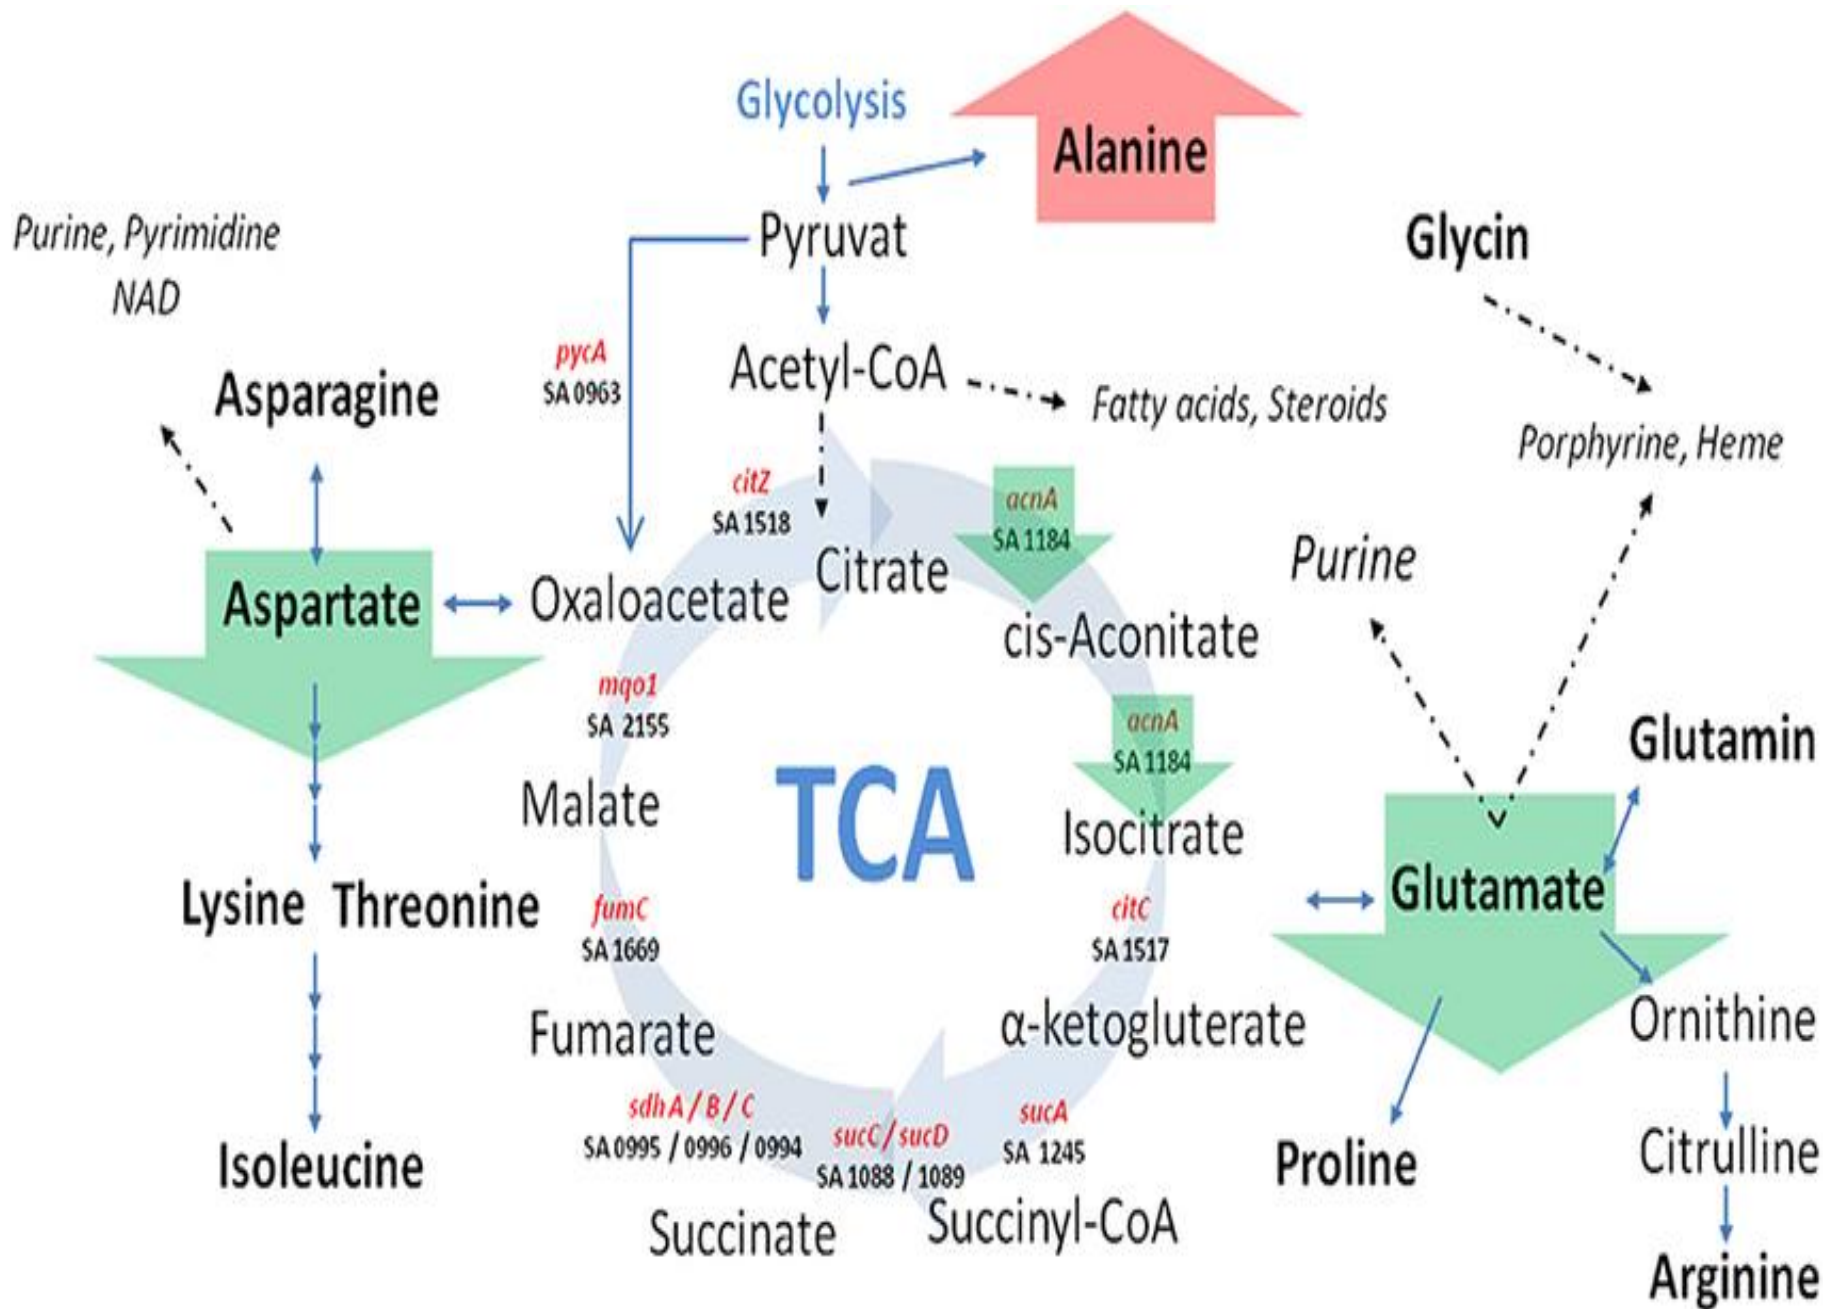 Glycolysis
Alanine
Purine, Pyrimidine
NAD
Pyruvat
Glycin
pycA
SA 0963
Acetyl-CoA
Asparagine
Fatty acids, Steroids
Porphyrine, Heme
citZ
SA 1518
acnA
SA 1184
Citrate
Purine
Aspartate
Oxaloacetate
cis-Aconitate
mqo1
SA 2155
acnA
SA 1184
Glutamin
TCA
Malate
Isocitrate
Glutamate
Lysine Threonine
fumC
SA 1669
citC
SA 1517
Fumarate
α-ketogluterate
Ornithine
sdhA / B / C
SA 0995 / 0996 / 0994
sucC / sucD
SA 1088 / 1089
sucA
SA 1245
Isoleucine
Proline
Citrulline
Succinate
Succinyl-CoA
Arginine